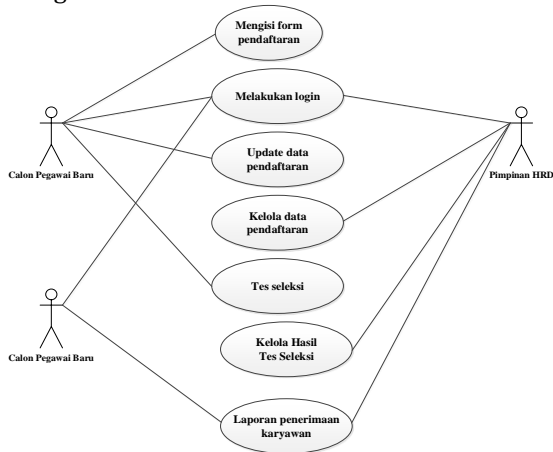 Mengisi form
pendaftaran
Melakukan login
Calon Pegawai Baru
Pimpinan HRD
Update data
pendaftaran
Kelola data
pendaftaran
Tes seleksi
Calon Pegawai Baru
Kelola Hasil
Tes Seleksi
Laporan penerimaan
karyawan